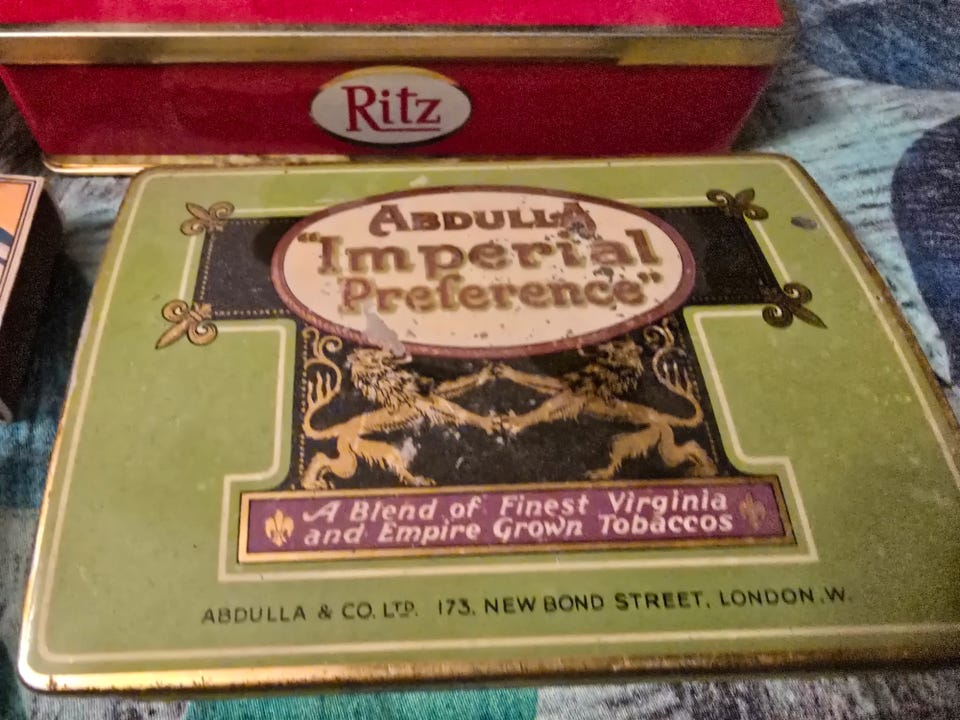 Ritz
ABDULLA
"Imperial
Preference"
A Blend of Finest Virginia
and Empire Grown Tobaccos
ABDULLA & CO. LTD. 173, NEW BOND STREET, LONDON.W.